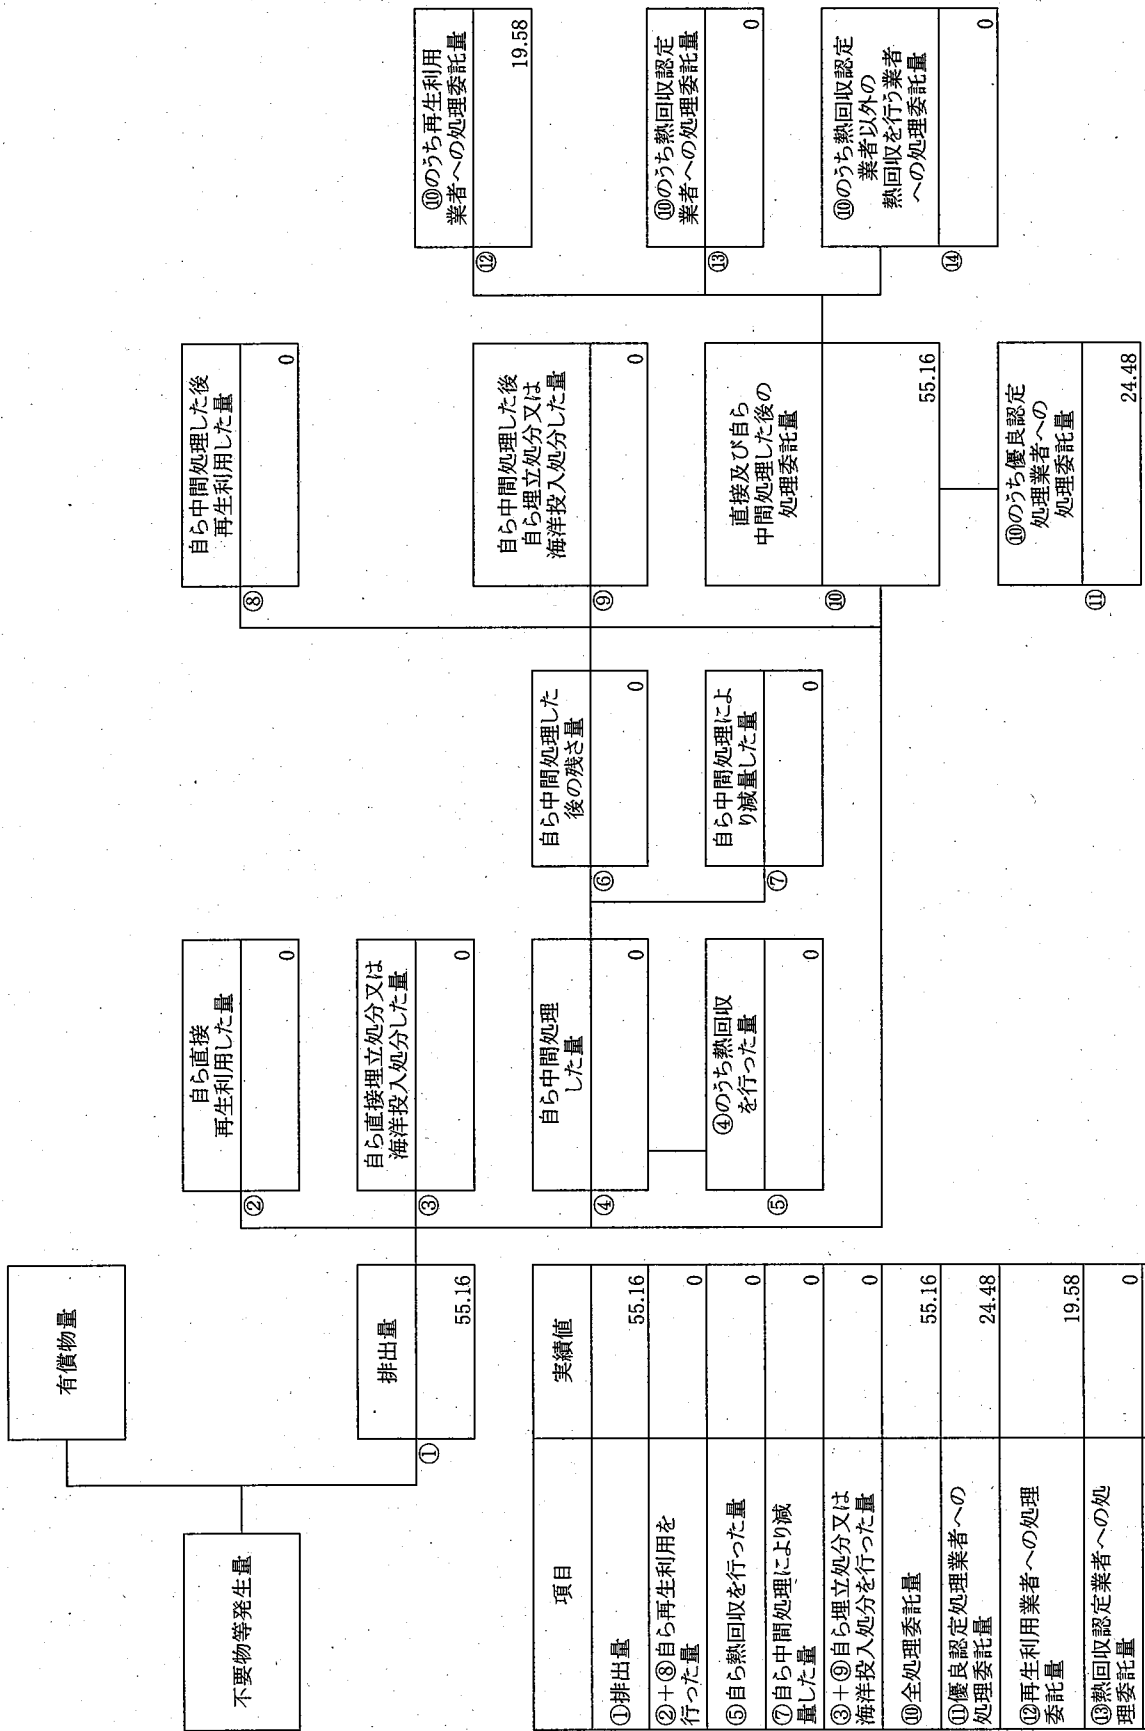 不要物等発生量
有償物量
①
排出量
55.16
②
自ら直接
再生利用した量
0
③
自ら直接埋立処分又は
海洋投入処分した量
0
④
自ら中間処理
した量
0
⑤
④のうち熱回収
を行った量
0
⑥
自ら中間処理した
後の残さ量
0
⑦
自ら中間処理によ
り減量した量
0
⑧
自ら中間処理した後
再生利用した量
0
⑨
自ら中間処理した後
自ら埋立処分又は
海洋投入処分した量
0
⑩
直接及び自ら
中間処理した後の
処理委託量
55.16
⑪
⑩のうち優良認定
処理業者への
処理委託量
24.48
⑫
⑩のうち再生利用
業者への処理委託量
19.58
⑬
⑩のうち熱回収認定
業者への処理委託量
0
⑭
⑩のうち熱回収認定
業者以外の
熱回収を行う業者
への処理委託量
0
項目 実績値
①排出量 55.16
②+⑧自ら再生利用を
行った量 0
⑤自ら熱回収を行った量 0
⑦自ら中間処理により減
量した量 0
③+⑨自ら埋立処分又は
海洋投入処分を行った量 0
⑩全処理委託量 55.16
⑪優良認定処理業者への
処理委託量 24.48
⑫再生利用業者への処理
委託量 19.58
⑬熱回収認定業者への処
理委託量 0
0